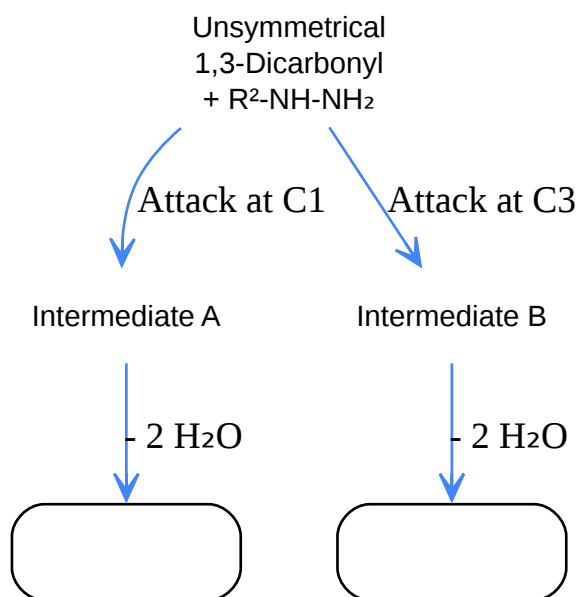 Unsymmetrical
1,3-Dicarbonyl
+ R²-NH-NH₂
Attack at C1
Attack at C3
Intermediate A
Intermediate B
- 2 H₂O
- 2 H₂O